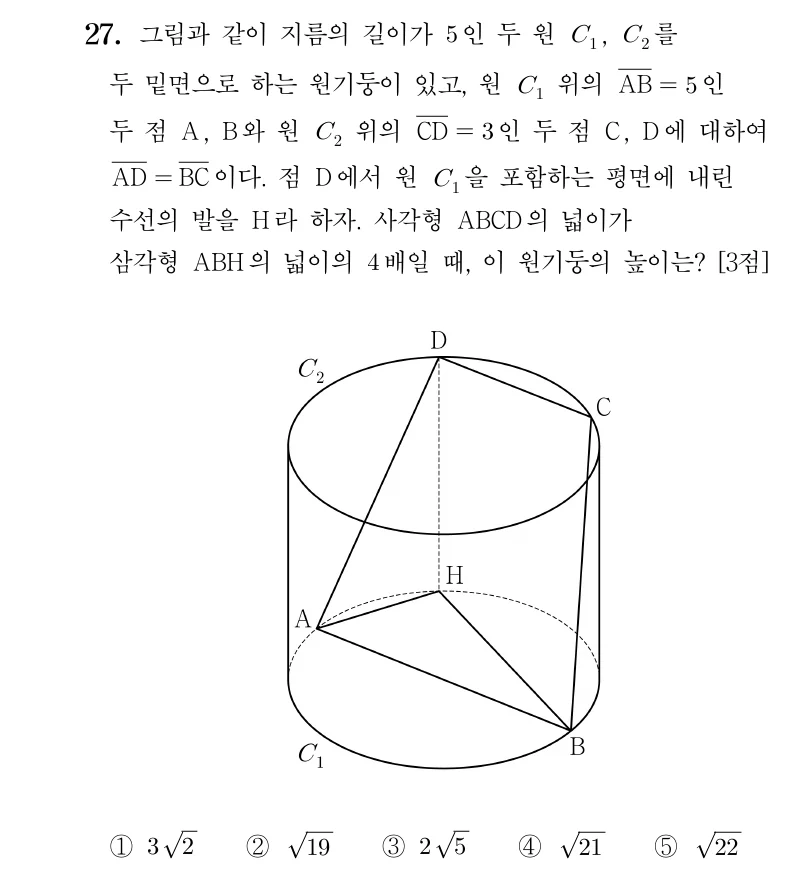 27. 그림과 같이 지름의 길이가 5인 두 원 C₁, C₂를
두 밑면으로 하는 원기둥이 있고, 원 C₁ 위의 A̅B̅ = 5인
두 점 A, B와 원 C₂ 위의 C̅D̅ = 3인 두 점 C, D에 대하여
A̅D̅ = B̅C̅이다. 점 D에서 원 C₁을 포함하는 평면에 내린
수선의 발을 H라 하자. 사각형 ABCD의 넓이가
삼각형 ABH의 넓이의 4배일 때, 이 원기둥의 높이는? [3점]
D
C₂
C
H
A
B
C₁
① 3√2 ② √19 ③ 2√5 ④ √21 ⑤ √22